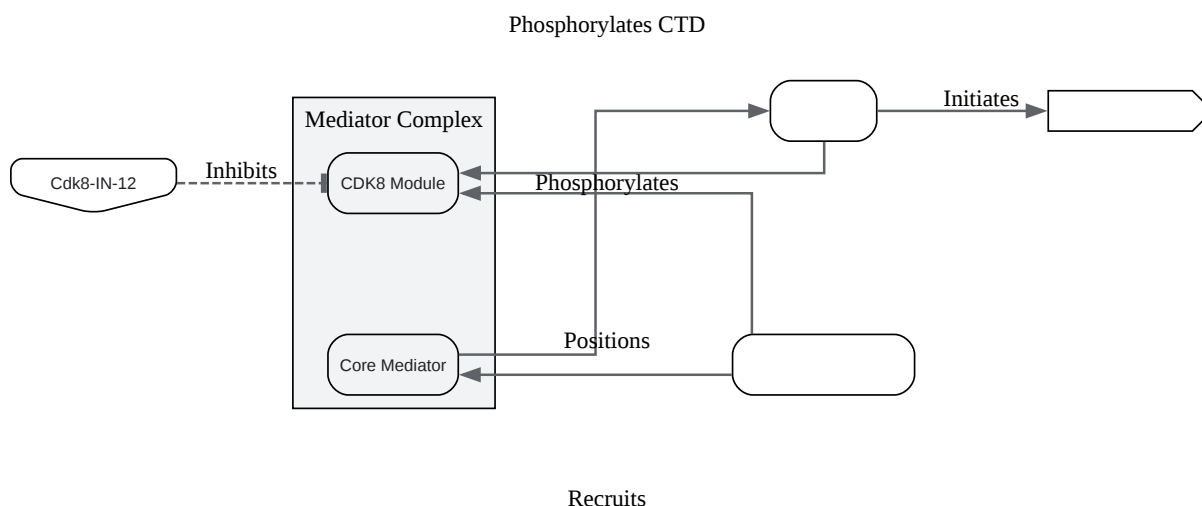 Phosphorylates CTD
Initiates
Mediator Complex
Inhibits
Cdk8-IN-12
CDK8 Module
Phosphorylates
Positions
Core Mediator
Recruits